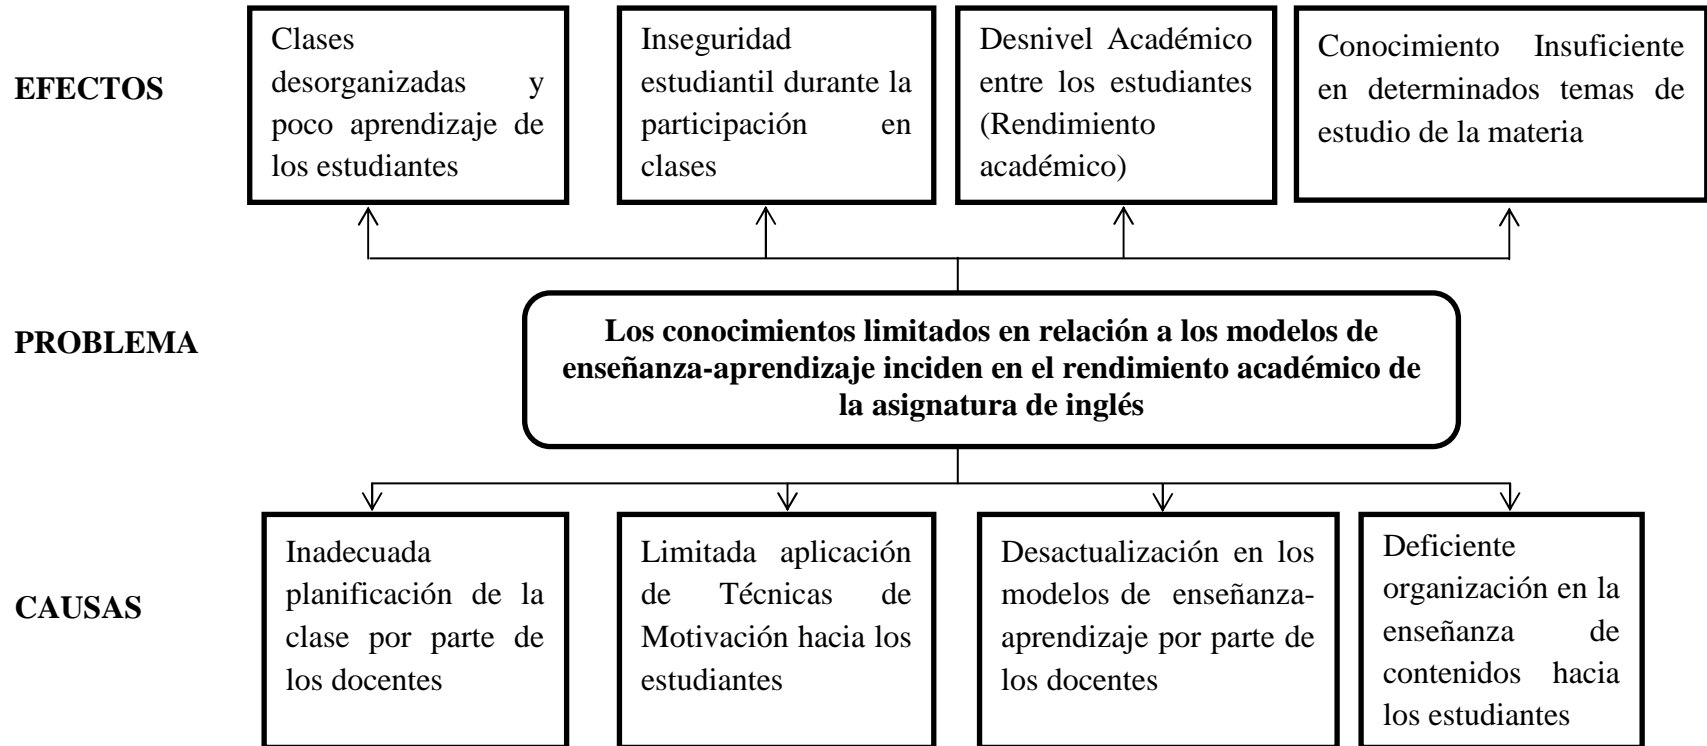 EFECTOS
Clases
desorganizadas y
poco aprendizaje de
los estudiantes
Inseguridad
estudiantil durante la
participación en
clases
Desnivel Académico
entre los estudiantes
(Rendimiento
académico)
Conocimiento Insuficiente
en determinados temas de
estudio de la materia
PROBLEMA
Los conocimientos limitados en relación a los modelos de
enseñanza-aprendizaje inciden en el rendimiento académico de
la asignatura de inglés
CAUSAS
Inadecuada
planificación de la
clase por parte de
los docentes
Limitada aplicación
de Técnicas de
Motivación hacia los
estudiantes
Desactualización en los
modelos de enseñanza-
aprendizaje por parte de
los docentes
Deficiente
organización en la
enseñanza de
contenidos hacia
los estudiantes